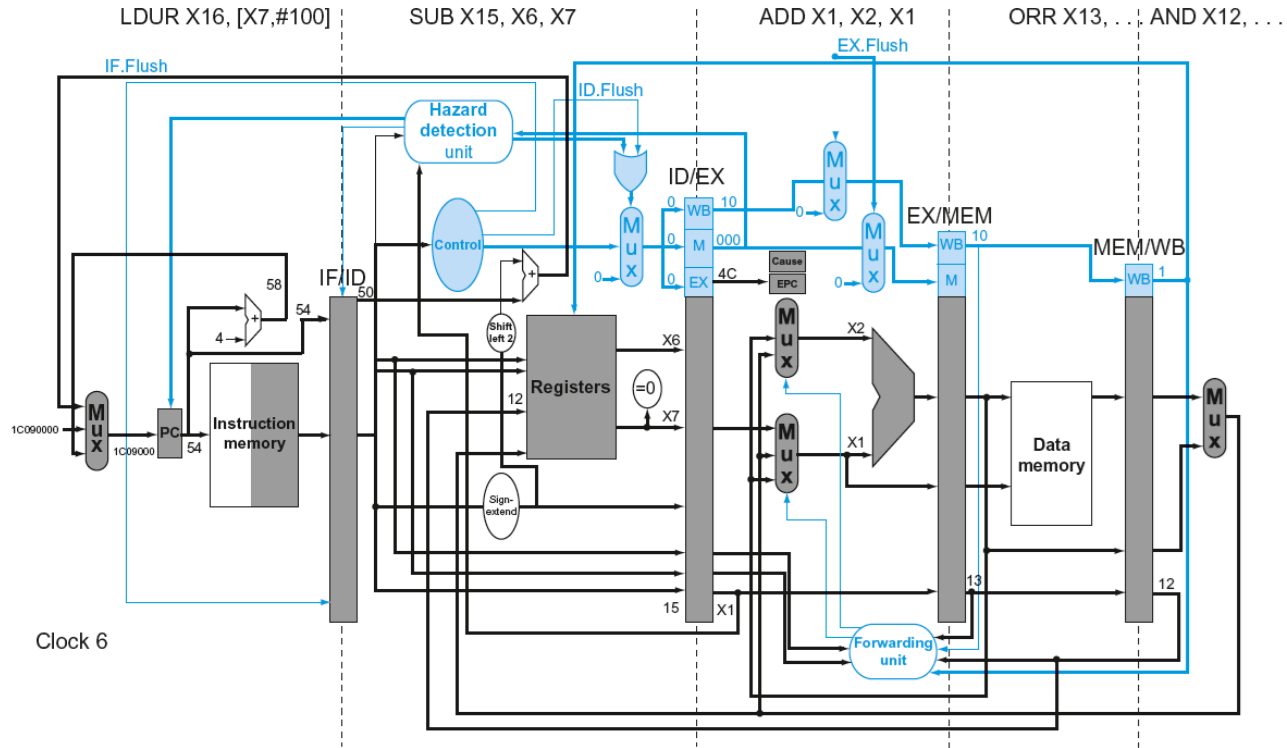 LDUR X16, [X7,#100]
SUB X15, X6, X7
ADD X1, X2, X1
ORR X13, . . .
AND X12, . . .
EX.Flush
IF.Flush
ID.Flush
Hazard
detection
unit
Mux
ID/EX
0
WB
10
0
Mux
EX/MEM
Control
Mux
0
M
000
WB
10
MEM/WB
0
0
EX
4C
Cause
EPC
0
M
WB
1
IF/ID
50
58
54
4
+
+
Shift
left 2
Mux
X2
X6
Registers
=0
12
X7
Mux
X1
Mux
1C090000
1C09000
PC
54
Instruction
memory
Data
memory
Mux
Sign-
extend
13
12
15
X1
Forwarding
unit
Clock 6